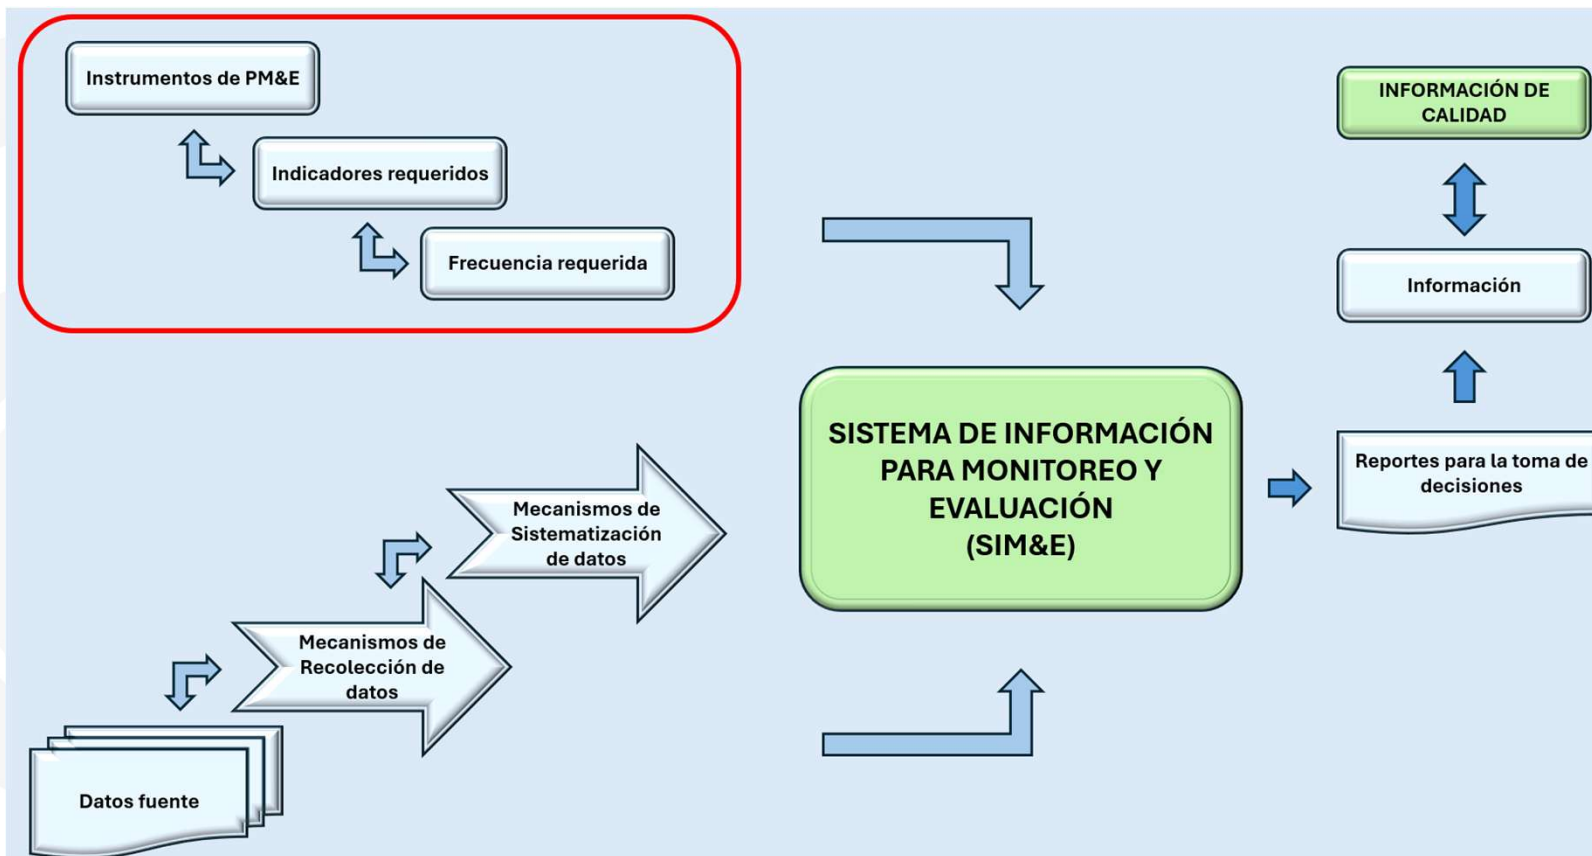 Instrumentos de PM&E
Indicadores requeridos
Frecuencia requerida
INFORMACIÓN DE
CALIDAD
Información
Reportes para la toma de
decisiones
SISTEMA DE INFORMACIÓN
PARA MONITOREO Y
EVALUACIÓN
(SIM&E)
Mecanismos de
Sistematización
de datos
Mecanismos de
Recolección de
datos
Datos fuente